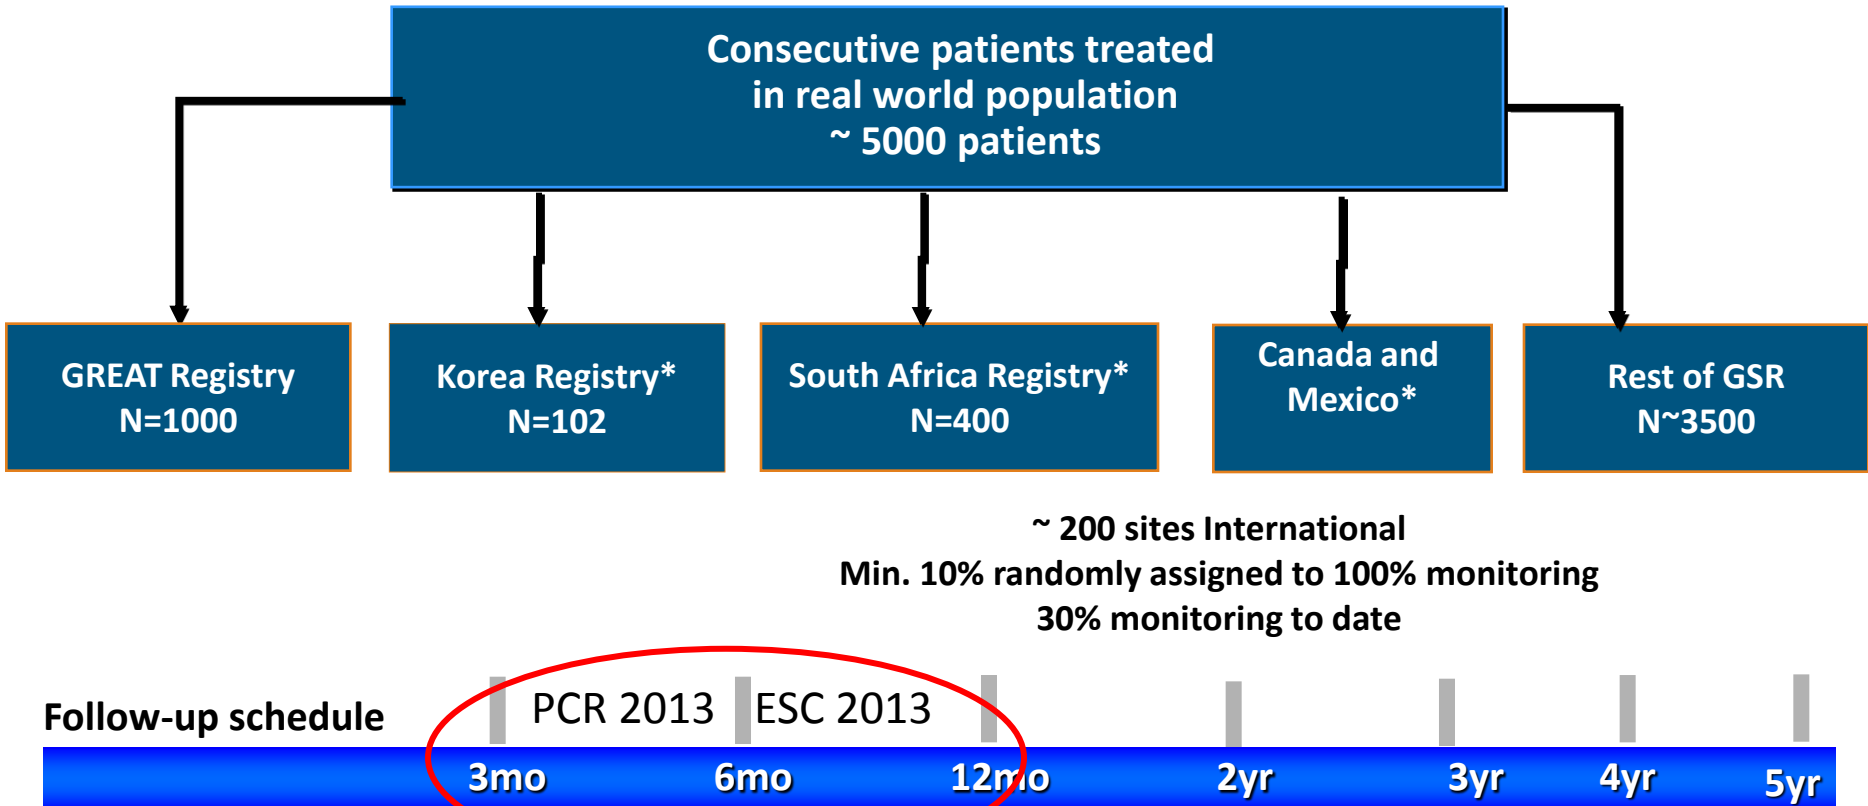 Consecutive patients treated
in real world population
~ 5000 patients
GREAT Registry
N=1000
Korea Registry*
N=102
South Africa Registry*
N=400
Canada and
Mexico*
Rest of GSR
N~3500
~ 200 sites International
Min. 10% randomly assigned to 100% monitoring
30% monitoring to date
Follow-up schedule
PCR 2013
ESC 2013
3mo
6mo
12mo
2yr
3yr
4yr
5yr